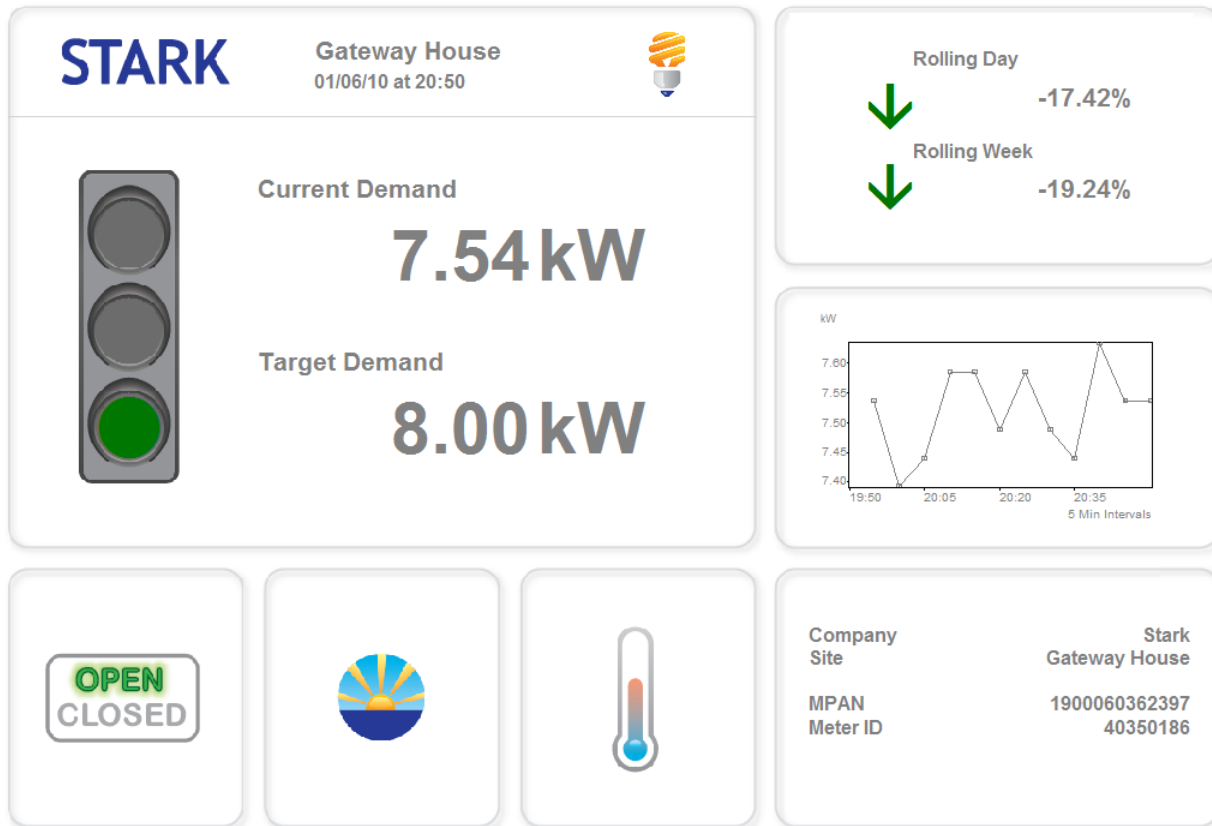 STARK
Gateway House
01/06/10 at 20:50
Current Demand
7.54 kW
Target Demand
8.00 kW
Rolling Day
-17.42%
Rolling Week
-19.24%
kW
7.60
7.55
7.50
7.45
7.40
19:50 20:05 20:20 20:35
5 Min Intervals
OPEN
CLOSED
Company Stark
Site Gateway House
MPAN 1900060362397
Meter ID 40350186